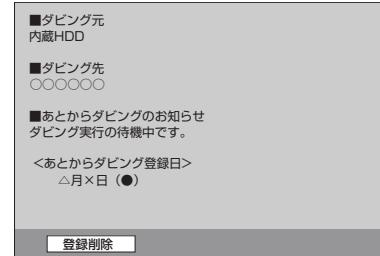 ■ダビング元
内蔵HDD
■ダビング先
○○○○○○
■あとからダビングのお知らせ
ダビング実行の待機中です。
＜あとからダビング登録日＞
△月×日（●）
登録削除